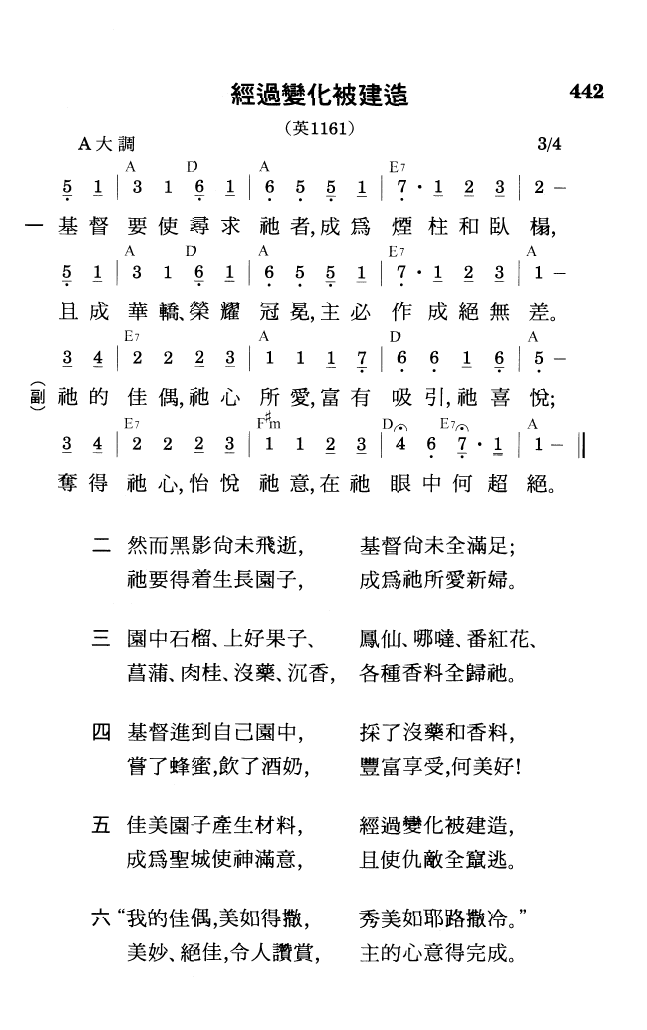 經過變化被建造
442
（英1161）
A大調
3/4
A D A E7
5 1 | 3 1 6 1 | 6 5 5 1 | 7 · 1 2 3 | 2 –
一 基督 要使尋求 祂者,成爲 煙柱和臥 榻,
A D A E7 A
5 1 | 3 1 6 1 | 6 5 5 1 | 7 · 1 2 3 | 1 –
且成 華轎、榮耀 冠冕,主必 作成絕無 差。
E7 A D A
3 4 | 2 2 2 3 | 1 1 1 7 | 6 6 1 6 | 5 –
（副） 祂的 佳偶,祂心 所愛,富有 吸引,祂喜 悅;
E7 F♯m D E7 A
3 4 | 2 2 2 3 | 1 1 2 3 | 4 6 7 · 1 | 1 – ‖
奪得 祂心,怡悅 祂意,在祂 眼中何超 絕。
二 然而黑影尙未飛逝, 基督尙未全滿足;
祂要得着生長園子, 成爲祂所愛新婦。
三 園中石榴、上好果子、 鳳仙、哪噠、番紅花、
菖蒲、肉桂、沒藥、沉香, 各種香料全歸祂。
四 基督進到自己園中, 採了沒藥和香料,
嘗了蜂蜜,飲了酒奶, 豐富享受,何美好!
五 佳美園子產生材料, 經過變化被建造,
成爲聖城使神滿意, 且使仇敵全竄逃。
六 “我的佳偶,美如得撒, 秀美如耶路撒冷。”
美妙、絕佳,令人讚賞, 主的心意得完成。